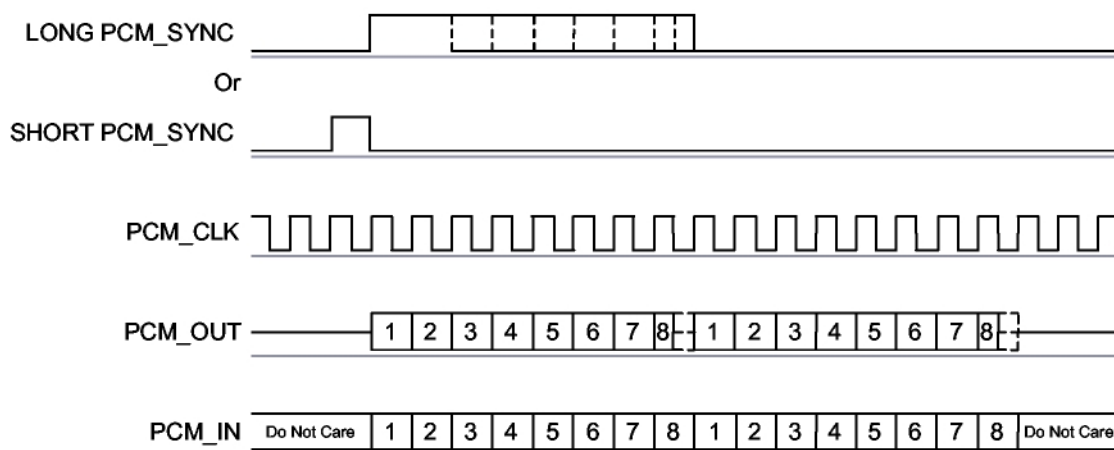 LONG PCM_SYNC
Or
SHORT PCM_SYNC
PCM_CLK
PCM_OUT 1 2 3 4 5 6 7 8 1 2 3 4 5 6 7 8
PCM_IN Do Not Care 1 2 3 4 5 6 7 8 1 2 3 4 5 6 7 8 Do Not Care